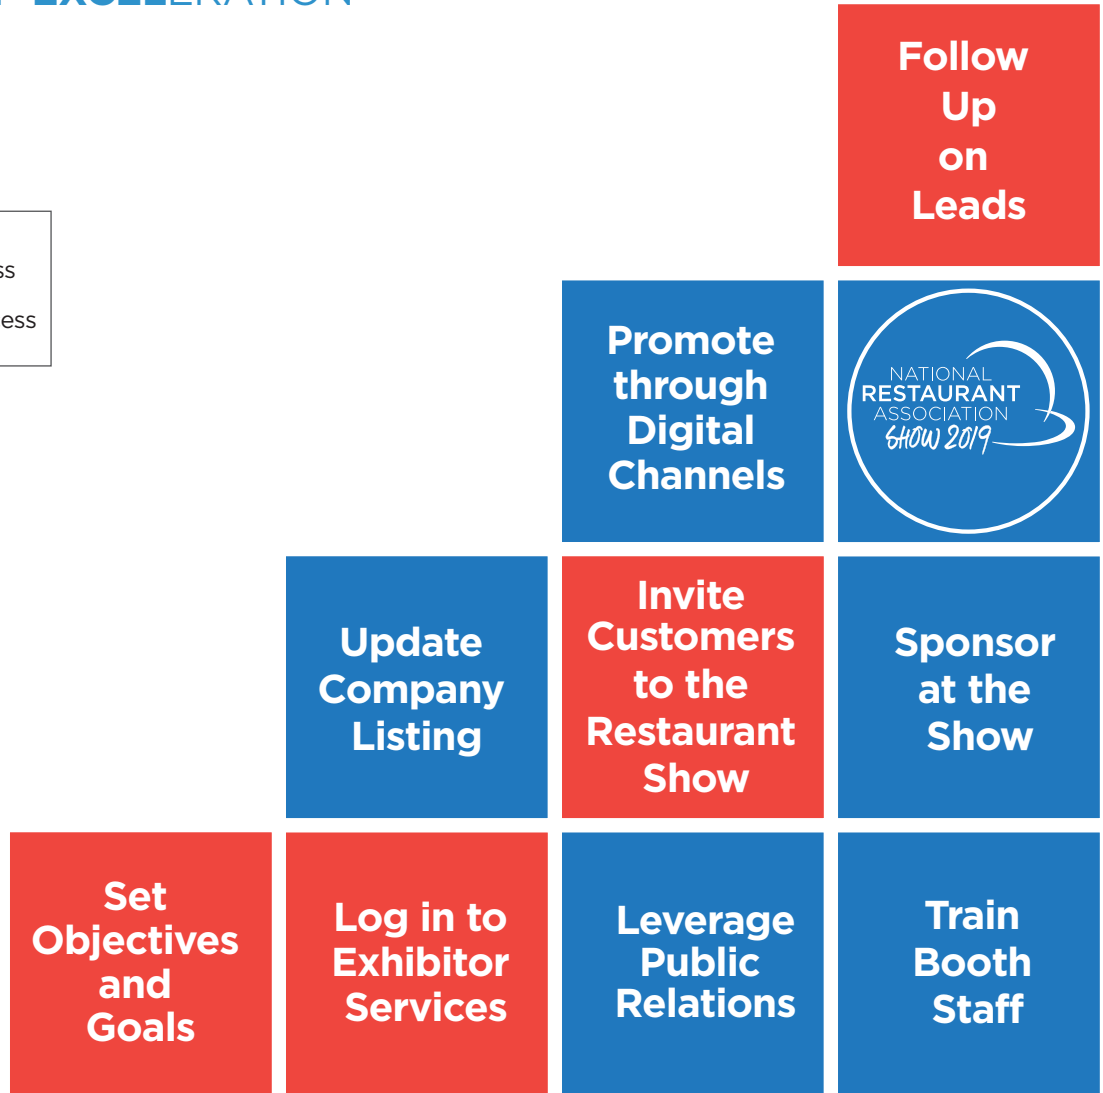 Follow
Up
on
Leads
Promote
through
Digital
Channels
NATIONAL
RESTAURANT
ASSOCIATION
SHOW 2019
Update
Company
Listing
Invite
Customers
to the
Restaurant
Show
Sponsor
at the
Show
Set
Objectives
and
Goals
Log in to
Exhibitor
Services
Leverage
Public
Relations
Train
Booth
Staff